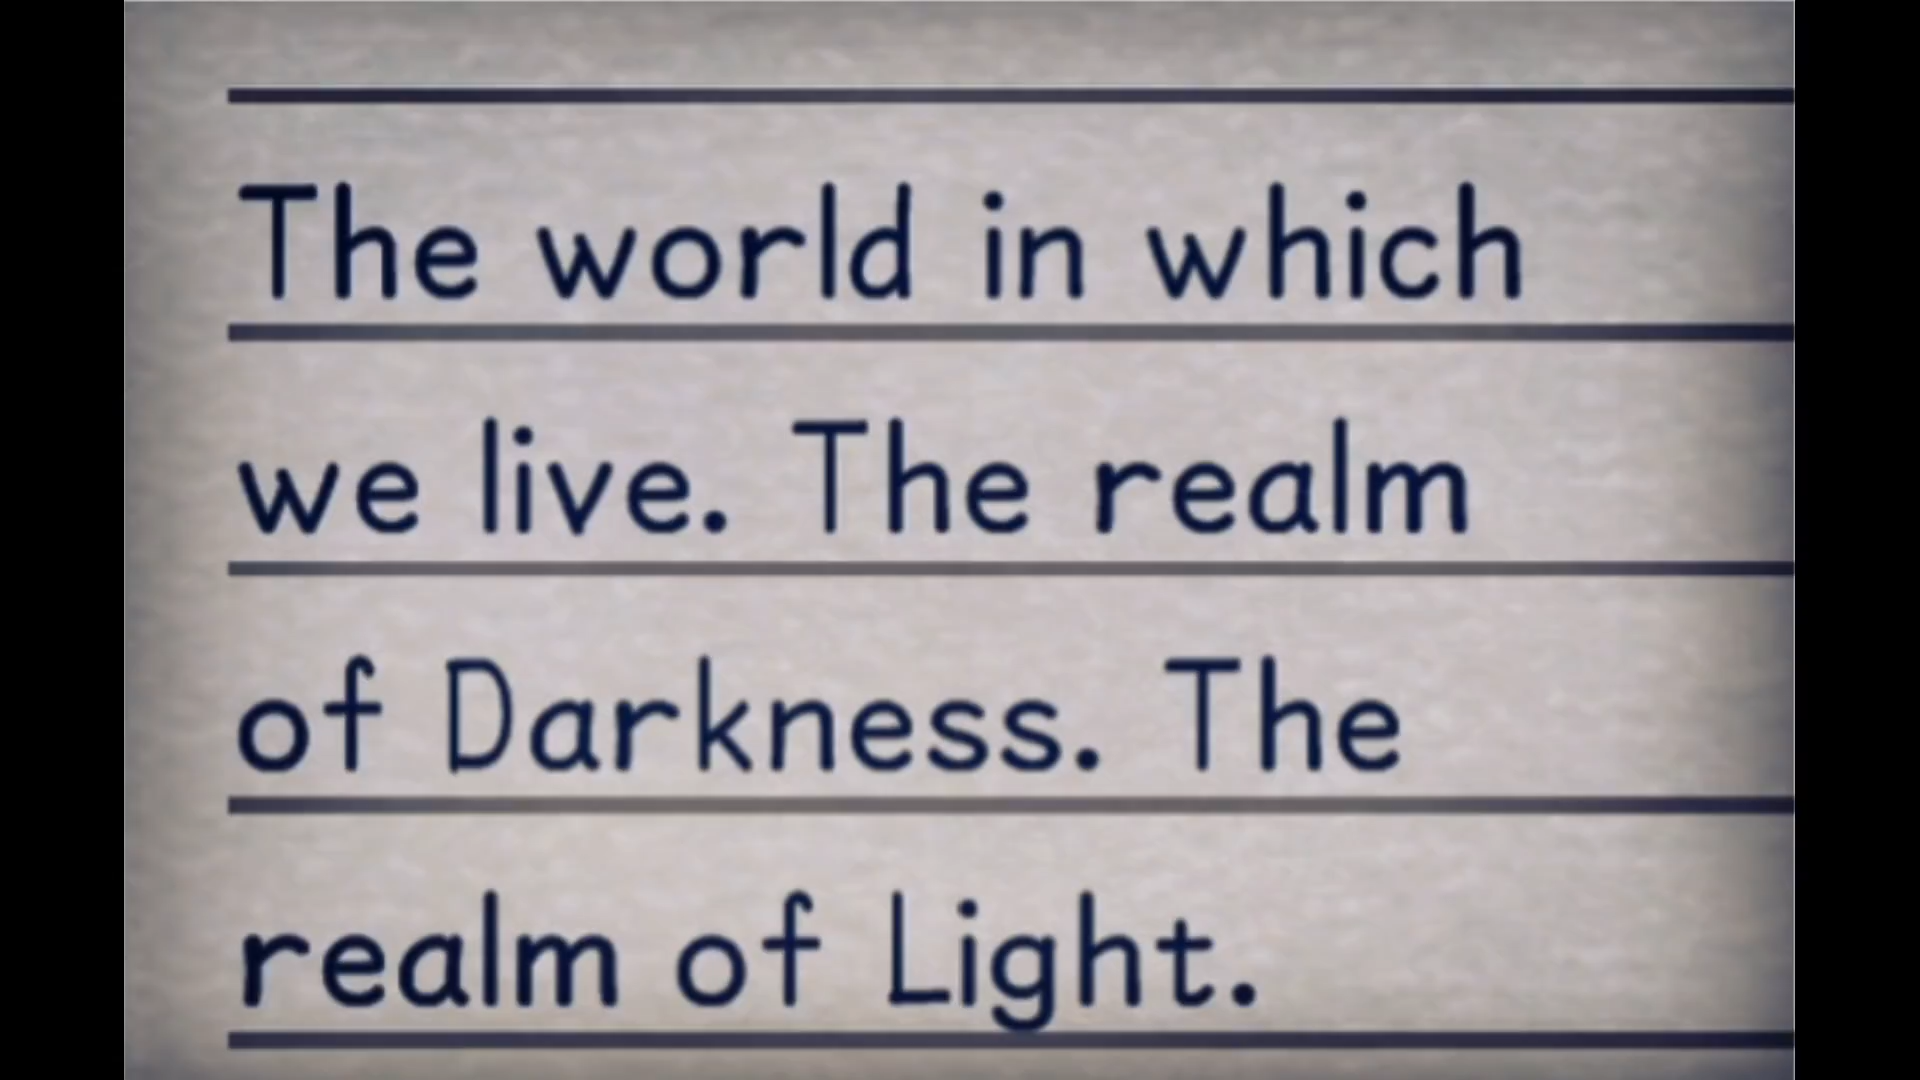 The world in which
we live. The realm
of Darkness. The
realm of Light.